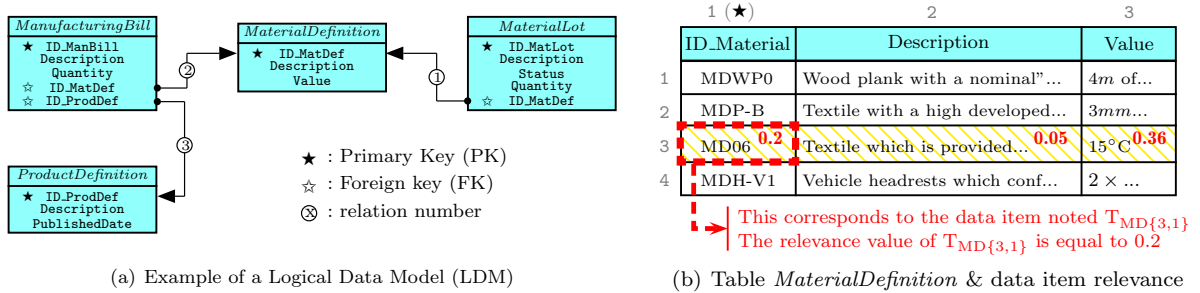 ManufacturingBill
★ ID_ManBill
Description
Quantity
☆ ID_MatDef
☆ ID_ProdDef
MaterialDefinition
★ ID_MatDef
Description
Value
MaterialLot
★ ID_MatLot
Description
Status
Quantity
☆ ID_MatDef
2
1
3
ProductDefinition
★ ID_ProdDef
Description
PublishedDate
★ : Primary Key (PK)
☆ : Foreign key (FK)
ⓧ : relation number
(a) Example of a Logical Data Model (LDM)
1 (★) 2 3
ID_Material Description Value
1 MDWP0 Wood plank with a nominal”... 4m of...
2 MDP-B Textile with a high developed... 3mm...
3 MD06 0.2 Textile which is provided... 0.05 15°C 0.36
4 MDH-V1 Vehicle headrests which conf... 2 × ...
This corresponds to the data item noted T_MD{3,1}
The relevance value of T_MD{3,1} is equal to 0.2
(b) Table MaterialDefinition & data item relevance